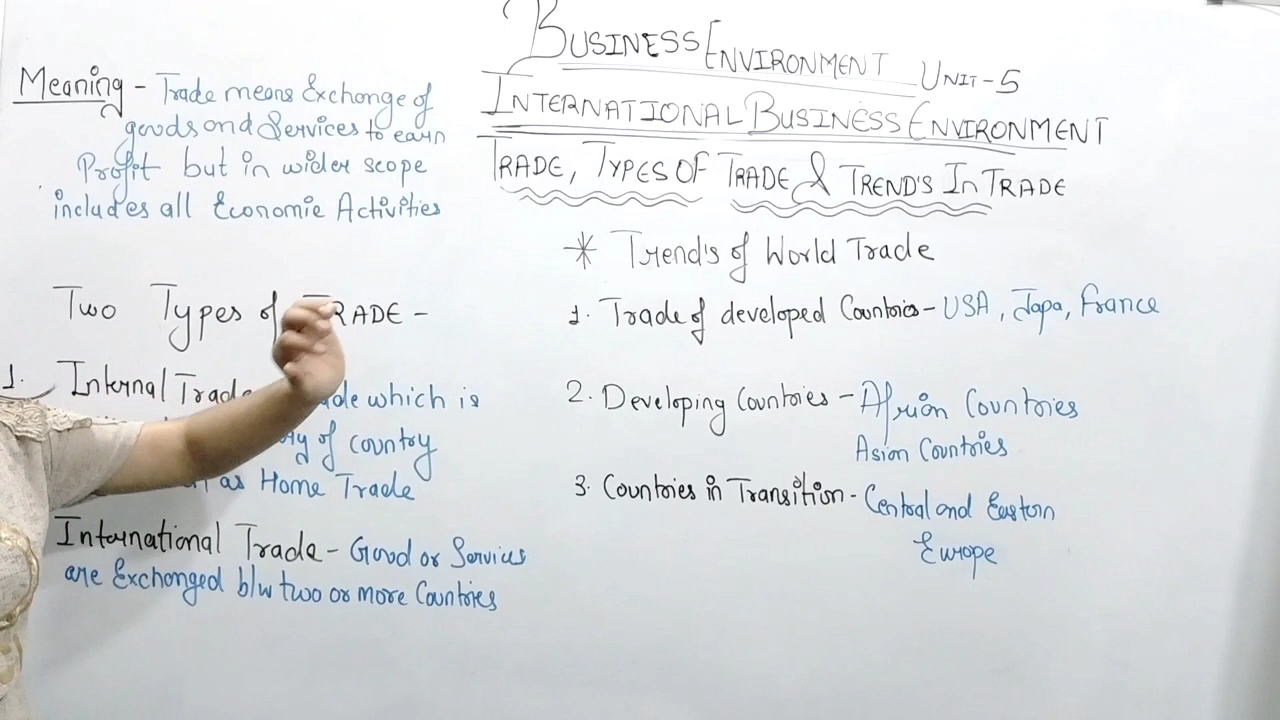 BUSINESS ENVIRONMENT UNIT-5
INTERNATIONAL BUSINESS ENVIRONMENT
TRADE, TYPES OF TRADE & TREND'S IN TRADE
Meaning - Trade means Exchange of
goods and Services to earn
Profit but in wider scope
includes all Economic Activities
Two Types of TRADE -
1. Internal Trade which is
of country
as Home Trade
International Trade - Good or Services
are Exchanged b/w two or more Countries
* Trend's of World Trade
1. Trade of developed Countries - USA, Japa, France
2. Developing Countries - African Countries
Asian Countries
3. Countries in Transition - Central and Eastern
Europe